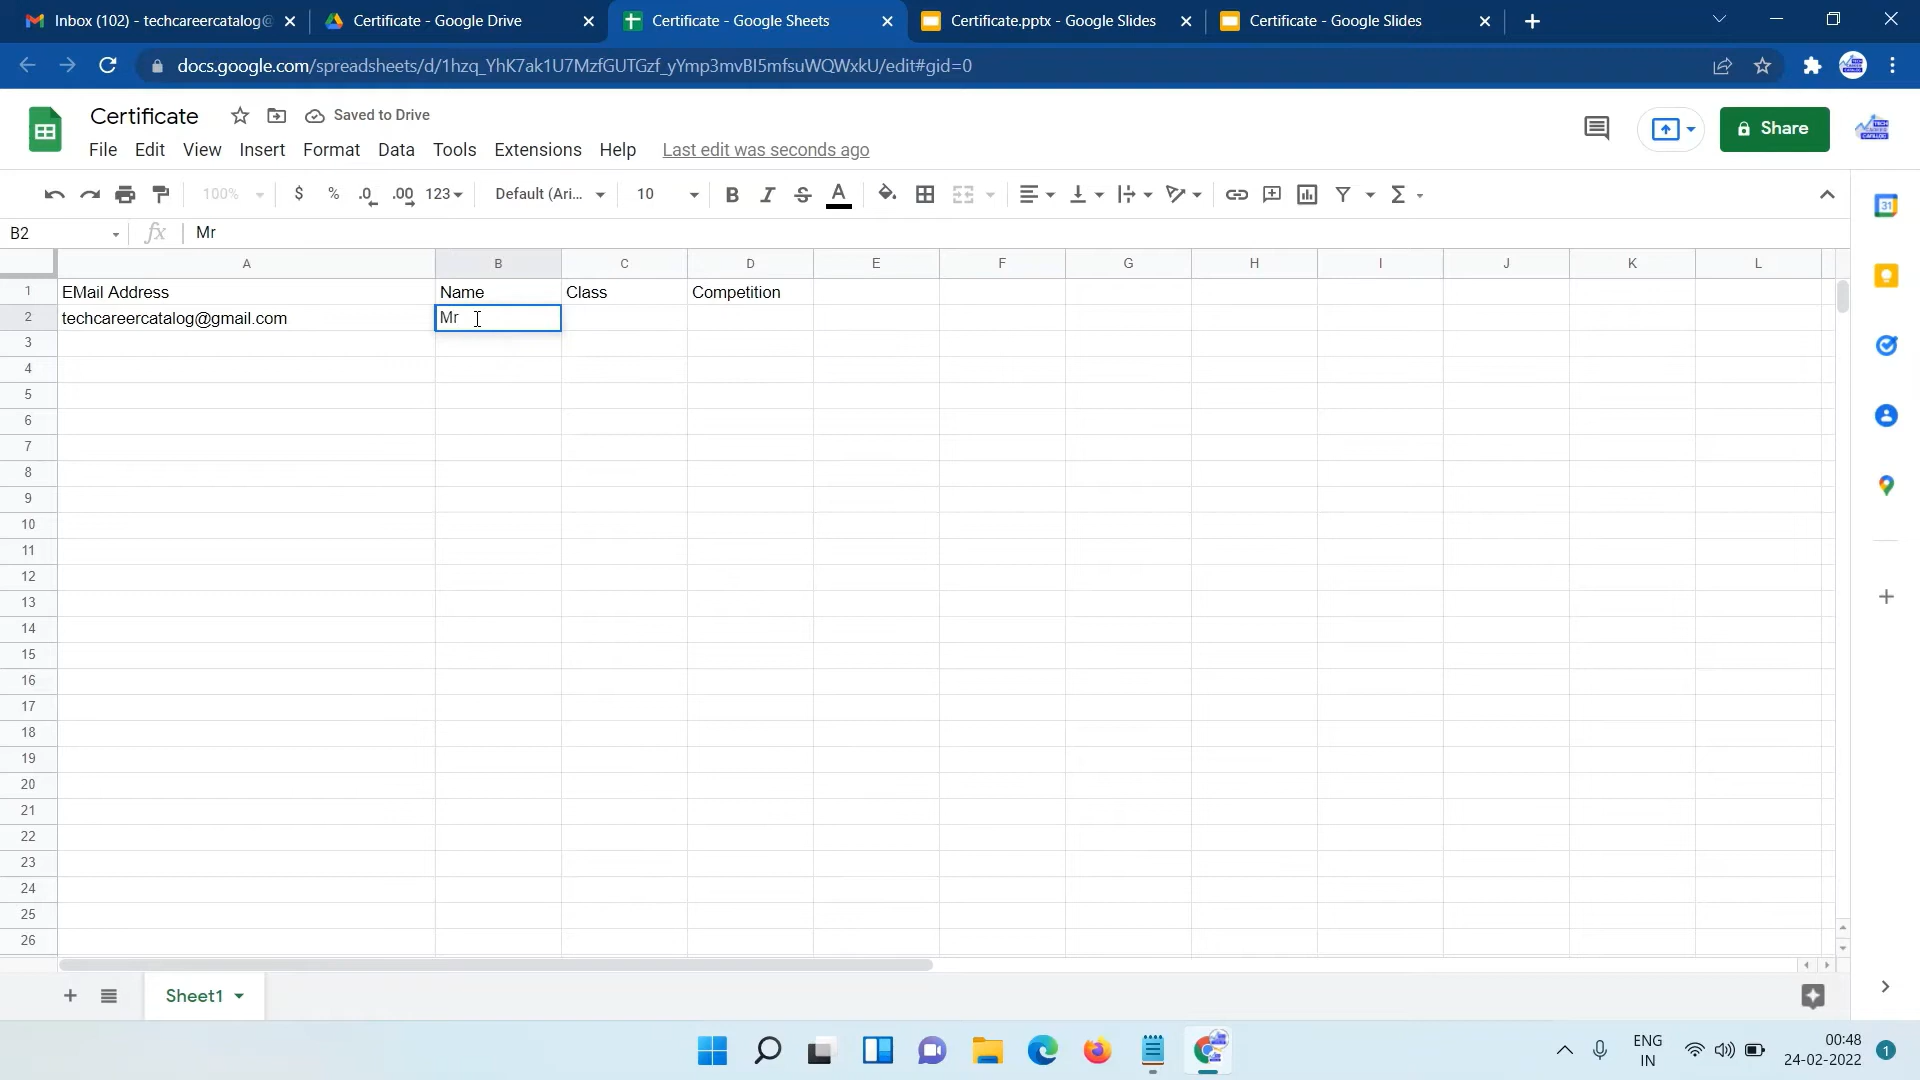 Inbox (102) - techcareercatalog@
Certificate - Google Drive
Certificate - Google Sheets
Certificate.pptx - Google Slides
Certificate - Google Slides
docs.google.com/spreadsheets/d/1hzq_YhK7ak1U7MzfGUTGzf_yYmp3mvBI5mfsuWQWxkU/edit#gid=0
Certificate
Saved to Drive
Share
File Edit View Insert Format Data Tools Extensions Help Last edit was seconds ago
100% $ % .0 .00 123 Default (Ari... 10 B I S A Σ
31
B2 fx Mr
A B C D E F G H I J K L
1 EMail Address Name Class Competition
2 techcareercatalog@gmail.com Mr
3
4
5
6
7
8
9
10
11
12
13
14
15
16
17
18
19
20
21
22
23
24
25
26
Sheet1
ENG
IN
00:48
24-02-2022
1